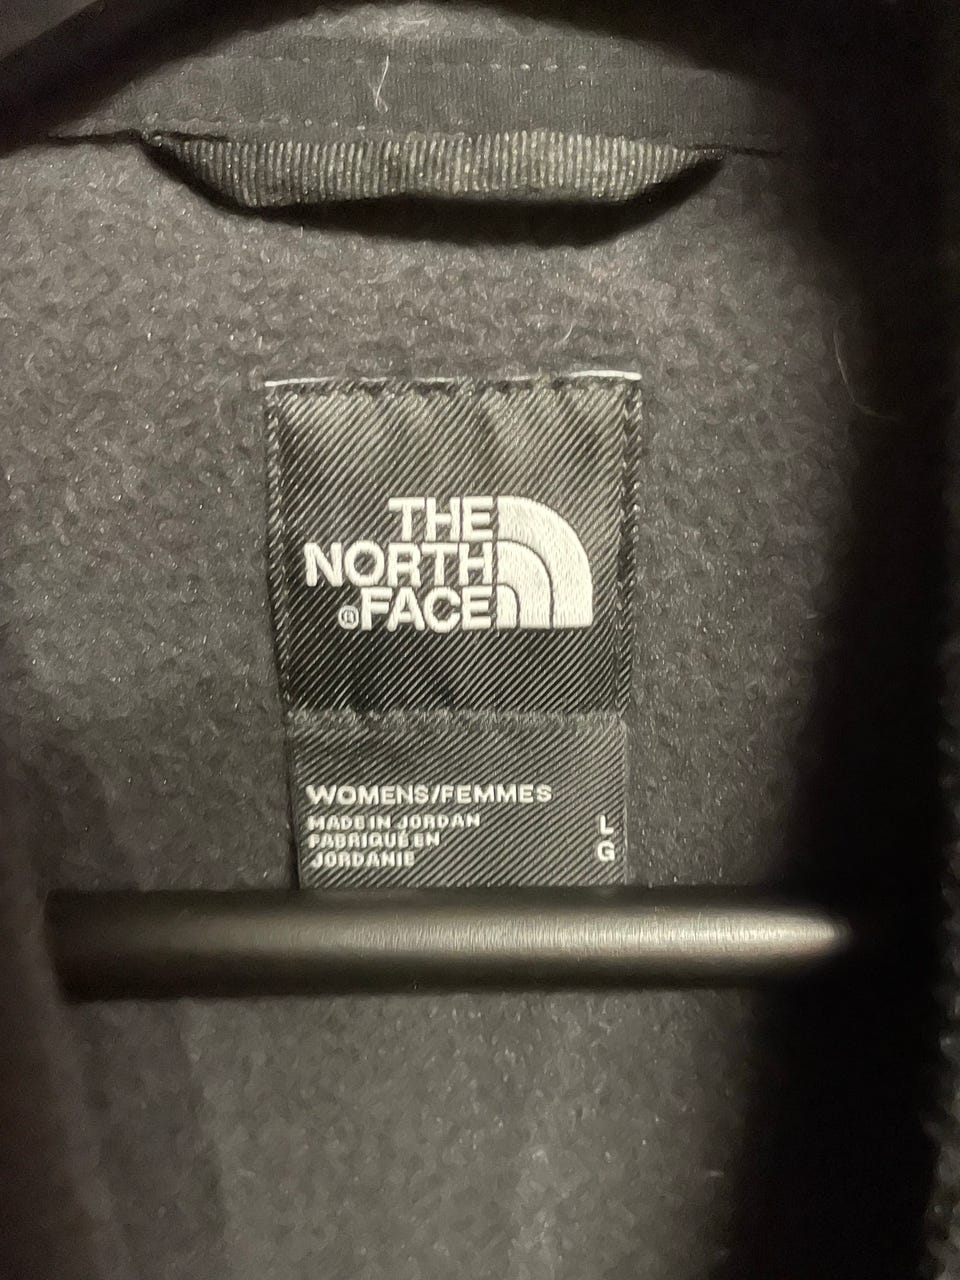 THE
NORTH
®FACE
WOMENS/FEMMES
MADE IN JORDAN
FABRIQUÉ EN
JORDANIE
L
G